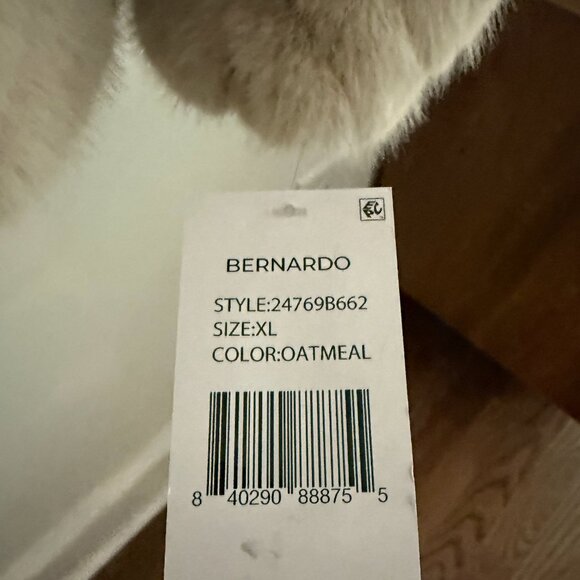 BERNARDO
STYLE:24769B662
SIZE:XL
COLOR:OATMEAL
8 40290 88875 5